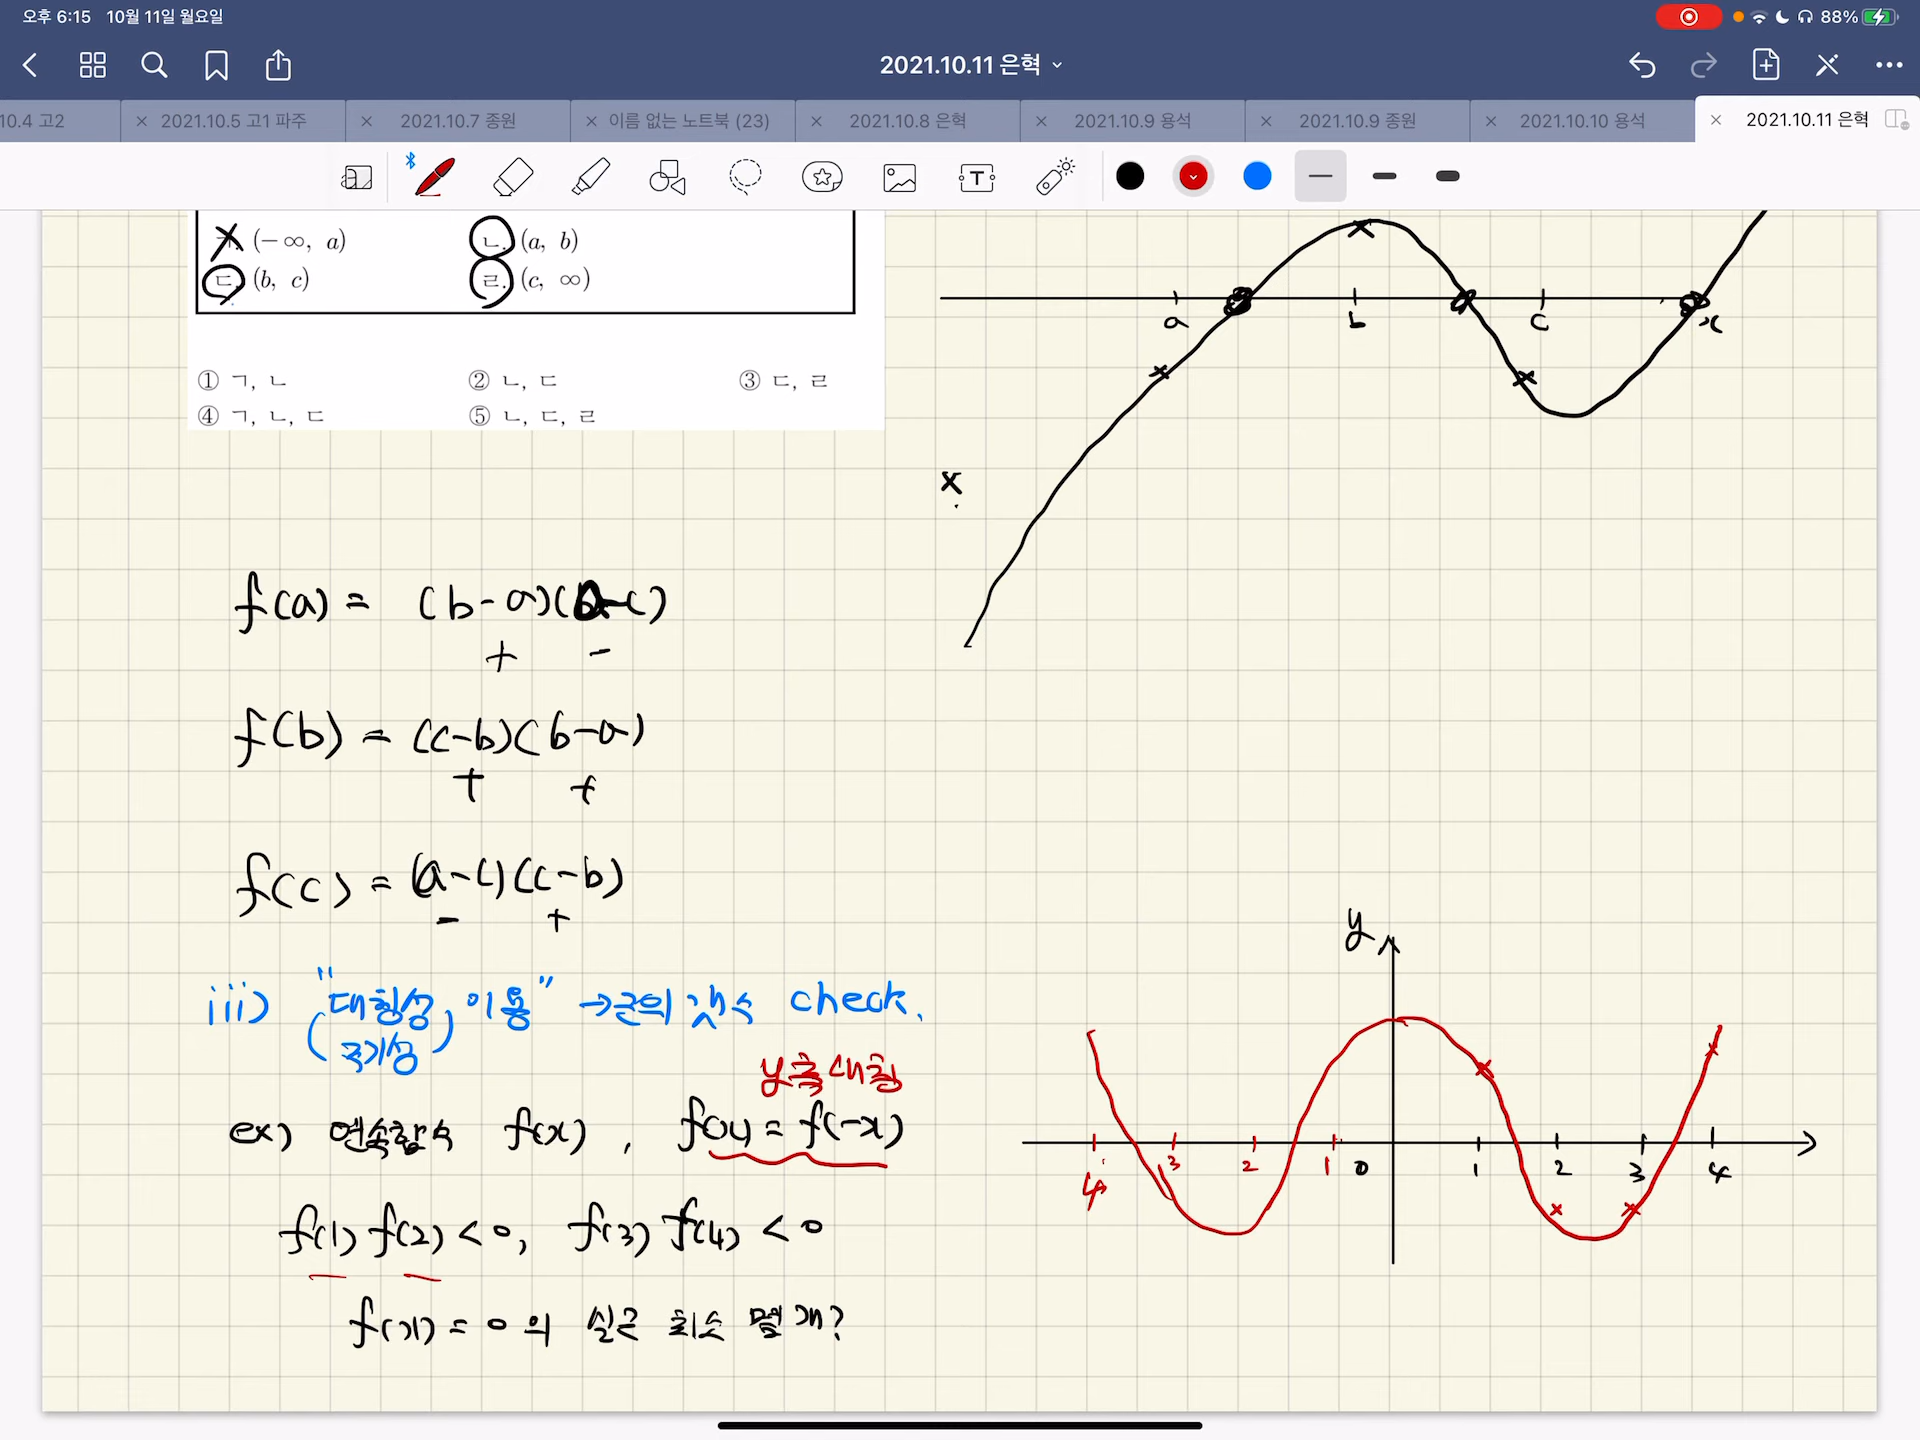 오후 6:15 10월 11일 월요일 88%
2021.10.11 은혁
10.4 고2 2021.10.5 고1 파주 2021.10.7 종원 이름 없는 노트북 (23) 2021.10.8 은혁 2021.10.9 용석 2021.10.9 종원 2021.10.10 용석 2021.10.11 은혁
(−∞, a) ㄴ. (a, b)
ㄷ. (b, c) ㄹ. (c, ∞)
① ㄱ, ㄴ ② ㄴ, ㄷ ③ ㄷ, ㄹ
④ ㄱ, ㄴ, ㄷ ⑤ ㄴ, ㄷ, ㄹ
a b c x
x
f(a) = (b-a)(a-c)
+ -
f(b) = (c-b)(b-a)
+ +
f(c) = (a-c)(c-b)
- +
iii) "대칭성 이용" → 근의 갯수 check.
(주기성)
y축대칭
ex) 연속함수 f(x), f(x) = f(-x)
f(1) f(2) < 0, f(3) f(4) < 0
f(x) = 0 의 실근 최소 몇 개?
y
4 3 2 1 0 1 2 3 4